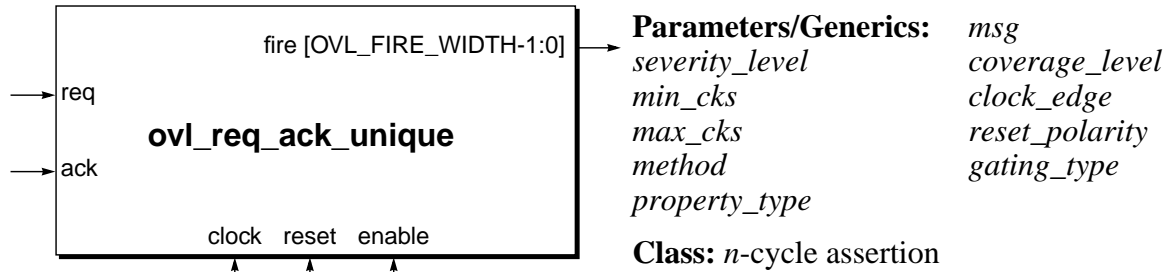 fire [OVL_FIRE_WIDTH-1:0]
req
ovl_req_ack_unique
ack
clock reset enable
Parameters/Generics: msg
severity_level coverage_level
min_cks clock_edge
max_cks reset_polarity
method gating_type
property_type
Class: n-cycle assertion